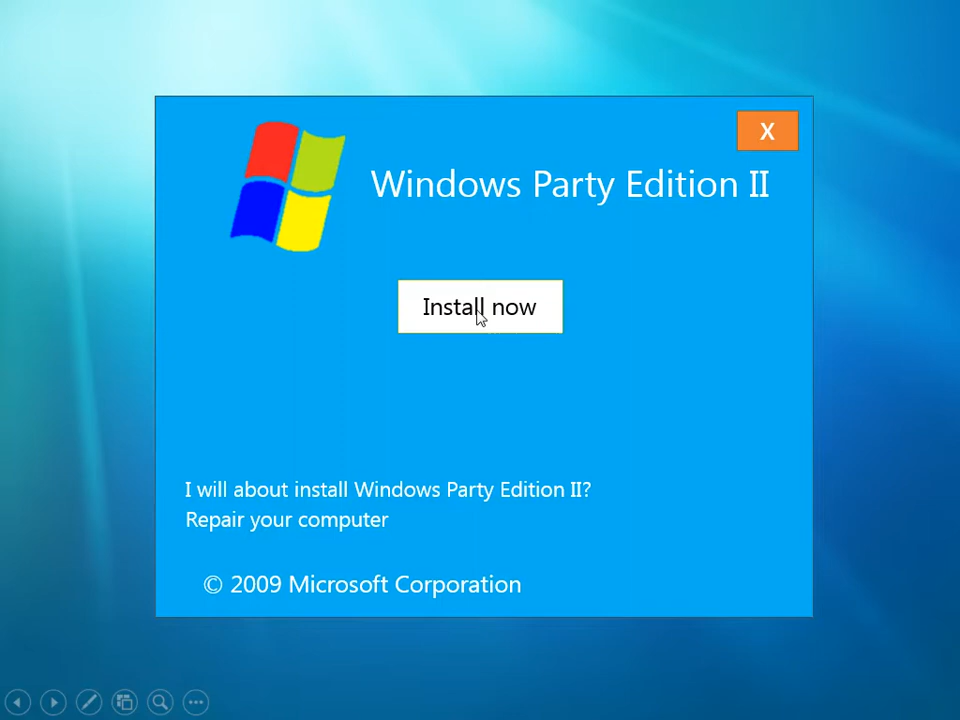 X
Windows Party Edition II
Install now
I will about install Windows Party Edition II?
Repair your computer
© 2009 Microsoft Corporation